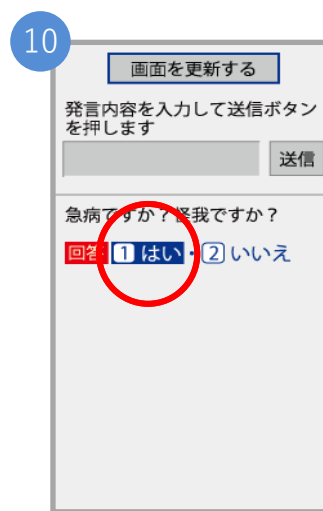 10
画面を更新する
発言内容を入力して送信ボタン
を押します
送信
急病ですか？怪我ですか？
回答 1 はい・2 いいえ